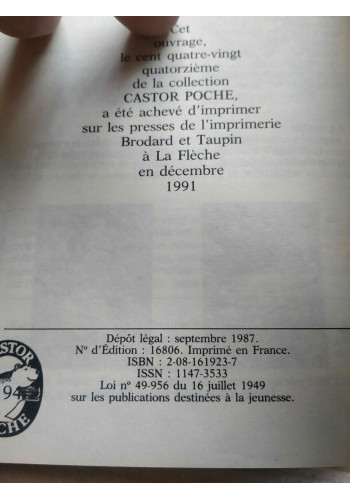 Cet
ouvrage,
le cent quatre-vingt
quatorzième
de la collection
CASTOR POCHE,
a été achevé d'imprimer
sur les presses de l'imprimerie
Brodard et Taupin
à La Flèche
en décembre
1991
Dépôt légal : septembre 1987.
N° d'Édition : 16806. Imprimé en France.
ISBN : 2-08-161923-7
ISSN : 1147-3533
Loi n° 49-956 du 16 juillet 1949
sur les publications destinées à la jeunesse.
STOR
94
CHE